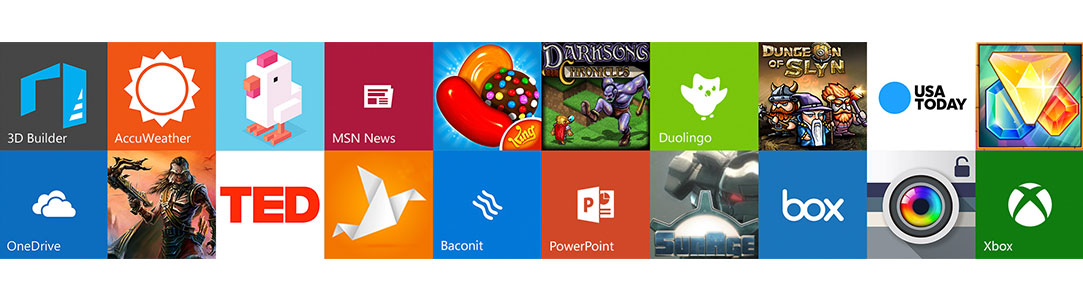 3D Builder
AccuWeather
MSN News
King
DARKSONG
CHRONICLES
Duolingo
DUNGEON
OF SLYN
USA
TODAY
OneDrive
TED
Baconit
P
PowerPoint
SURAGE
box
Xbox